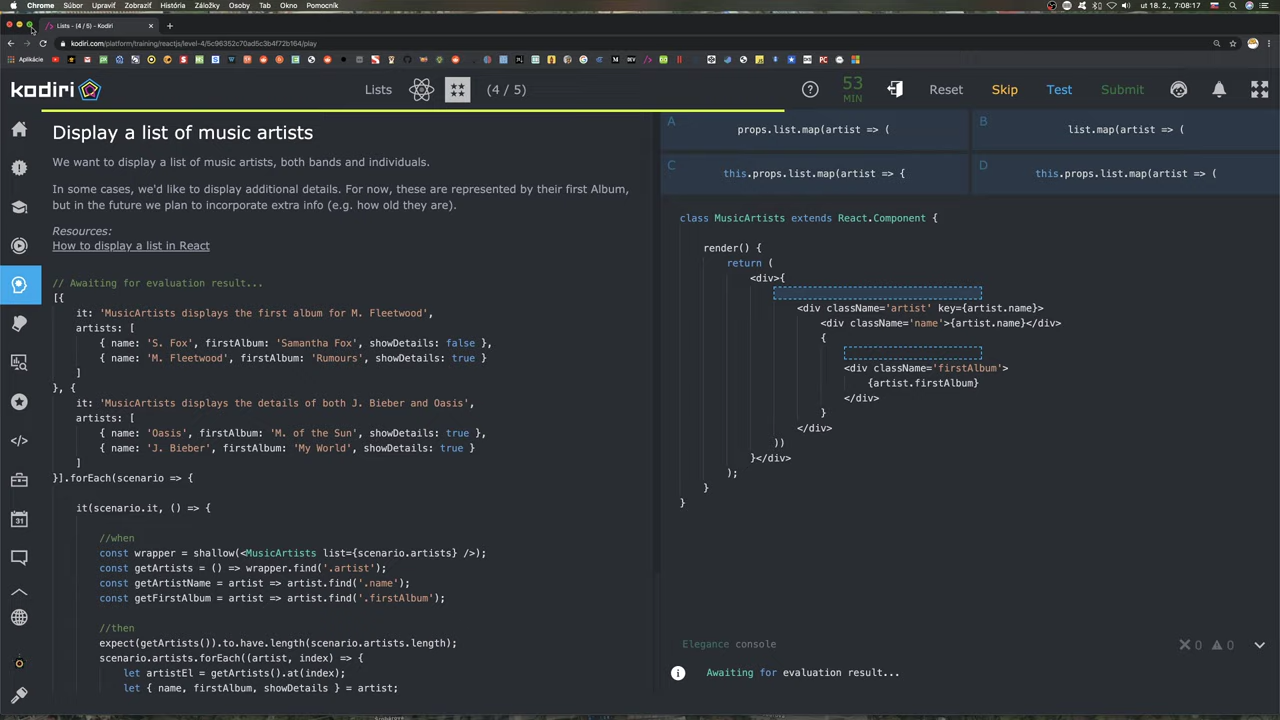 Chrome Súbor Upraviť Zobraziť História Záložky Osoby Tab Okno Pomocník ut 18. 2., 7:08:17
Lists - (4 / 5) - Kodiri
kodiri.com/platform/training/reactjs/level-4/5c96352c70ad5c3b4f72b164/play
Aplikácie
kodiri
Lists
(4 / 5)
53
MIN
Reset
Skip
Test
Submit
Display a list of music artists
We want to display a list of music artists, both bands and individuals.
In some cases, we'd like to display additional details. For now, these are represented by their first Album,
but in the future we plan to incorporate extra info (e.g. how old they are).
Resources:
How to display a list in React
// Awaiting for evaluation result...
[{
it: 'MusicArtists displays the first album for M. Fleetwood',
artists: [
{ name: 'S. Fox', firstAlbum: 'Samantha Fox', showDetails: false },
{ name: 'M. Fleetwood', firstAlbum: 'Rumours', showDetails: true }
]
}, {
it: 'MusicArtists displays the details of both J. Bieber and Oasis',
artists: [
{ name: 'Oasis', firstAlbum: 'M. of the Sun', showDetails: true },
{ name: 'J. Bieber', firstAlbum: 'My World', showDetails: true }
]
}].forEach(scenario => {
it(scenario.it, () => {
//when
const wrapper = shallow(<MusicArtists list={scenario.artists} />);
const getArtists = () => wrapper.find('.artist');
const getArtistName = artist => artist.find('.name');
const getFirstAlbum = artist => artist.find('.firstAlbum');
//then
expect(getArtists()).to.have.length(scenario.artists.length);
scenario.artists.forEach((artist, index) => {
let artistEl = getArtists().at(index);
let { name, firstAlbum, showDetails } = artist;
A
props.list.map(artist => (
B
list.map(artist => (
C
this.props.list.map(artist => {
D
this.props.list.map(artist => (
class MusicArtists extends React.Component {
render() {
return (
<div>{
<div className='artist' key={artist.name}>
<div className='name'>{artist.name}</div>
{
<div className='firstAlbum'>
{artist.firstAlbum}
</div>
}
</div>
))
}</div>
);
}
}
Elegance console
0
0
Awaiting for evaluation result...
31